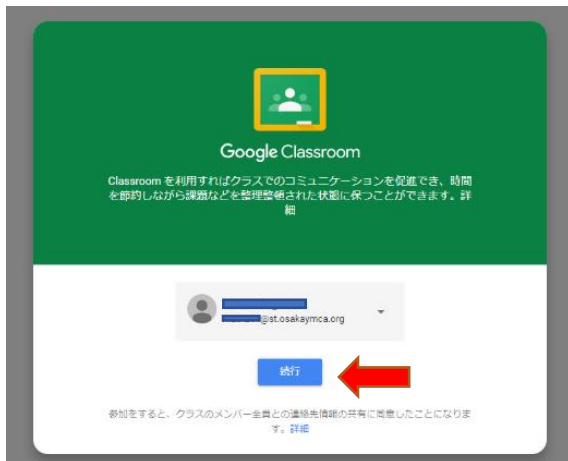 Google Classroom
Classroom を利用すればクラスでのコミュニケーションを促進でき、時間
を節約しながら課題などを整理整頓された状態に保つことができます。詳
細
@st.osakaymca.org
続行
参加をすると、クラスのメンバー全員との連絡先情報の共有に同意したことになりま
す。詳細